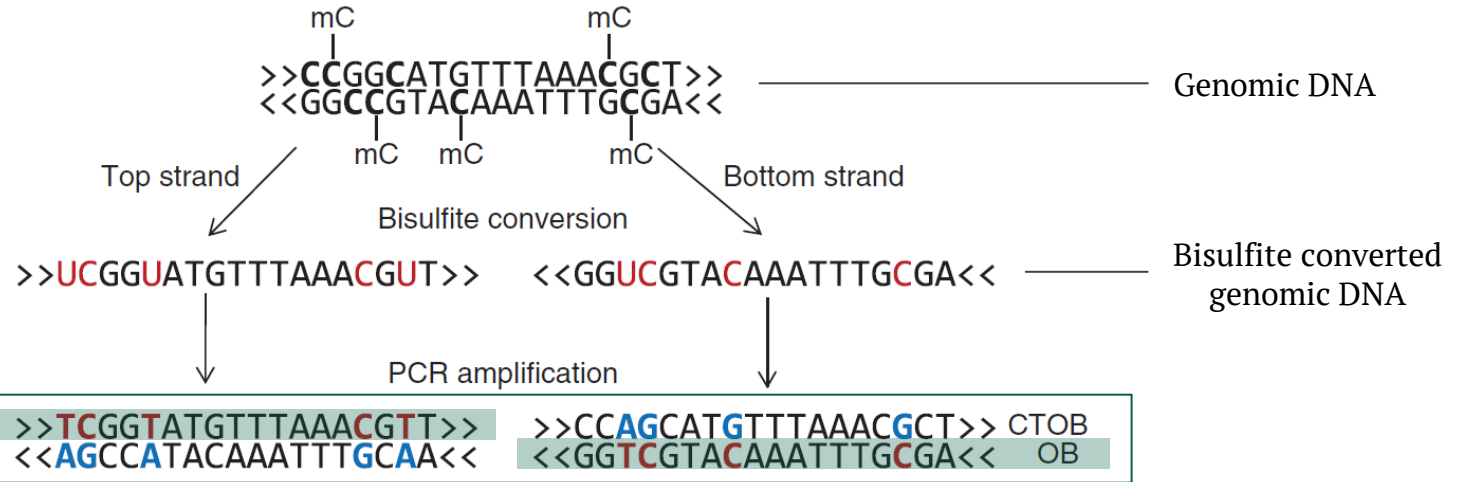 mC mC
>>CCGGCATGTTTAAACGCT>>
<<GGCCGTACAAATTTGCGA<<
Genomic DNA
mC mC mC
Top strand
Bottom strand
Bisulfite conversion
>>UCGGUATGTTTAAACGUT>> <<GGUCGTACAAATTTGCGA<<
Bisulfite converted
genomic DNA
PCR amplification
>>TCGGTATGTTTAAACGTT>> >>CCAGCATGTTTAAACGCT>> CTOB
<<AGCCATACAAATTTGCAA<< <<GGTCGTACAAATTTGCGA<< OB